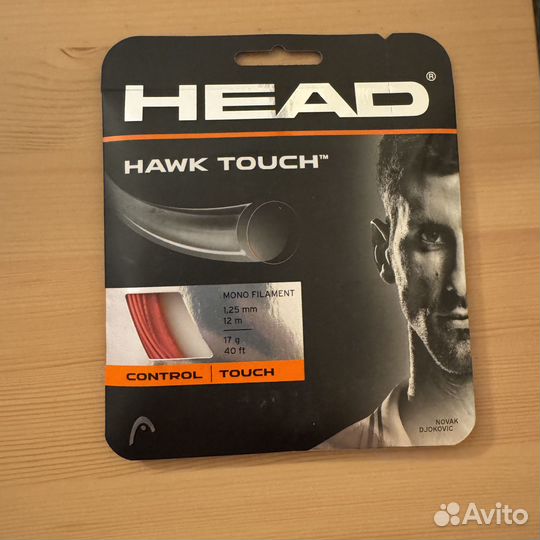 HEAD®
HAWK TOUCH™
MONO FILAMENT
1,25 mm
12 m
17 g
40 ft
CONTROL | TOUCH
NOVAK
DJOKOVIC
Avito